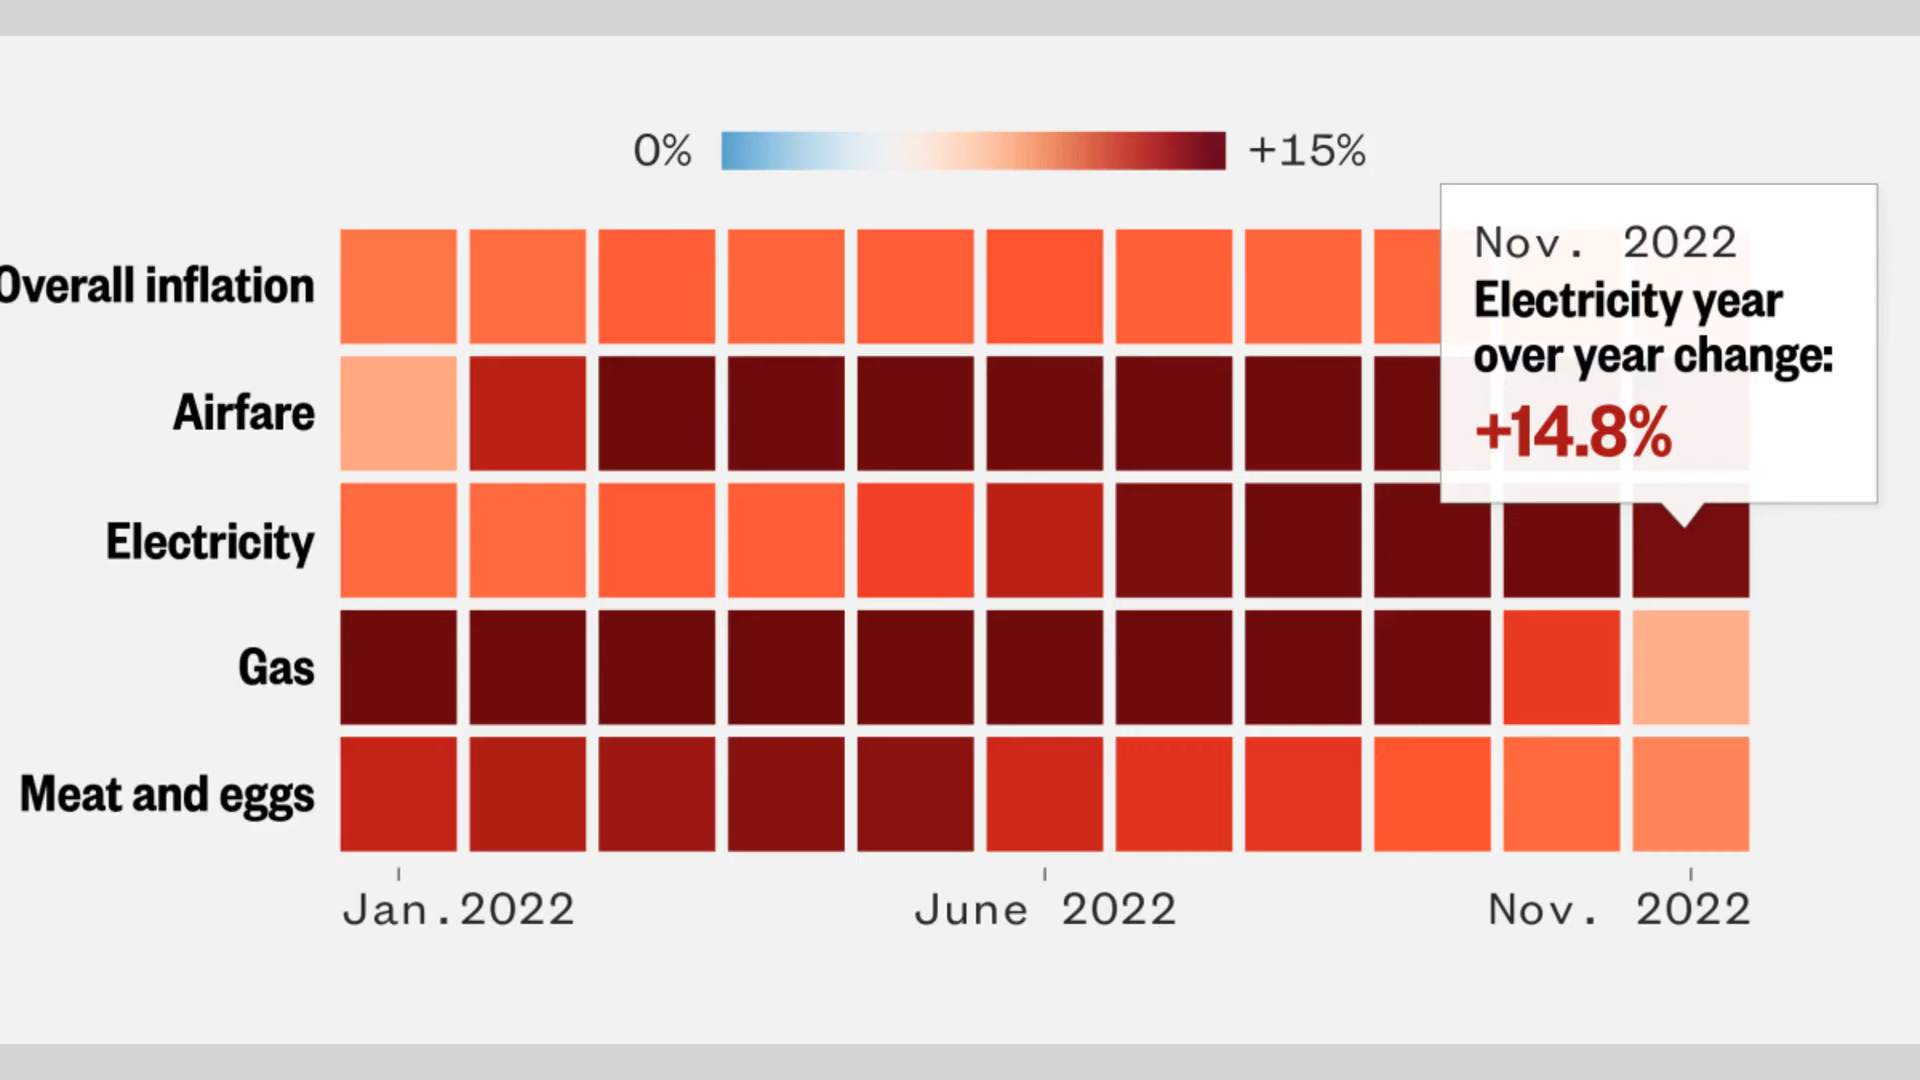 0%
+15%
Nov. 2022
Electricity year
over year change:
+14.8%
Overall inflation
Airfare
Electricity
Gas
Meat and eggs
Jan.2022
June 2022
Nov. 2022